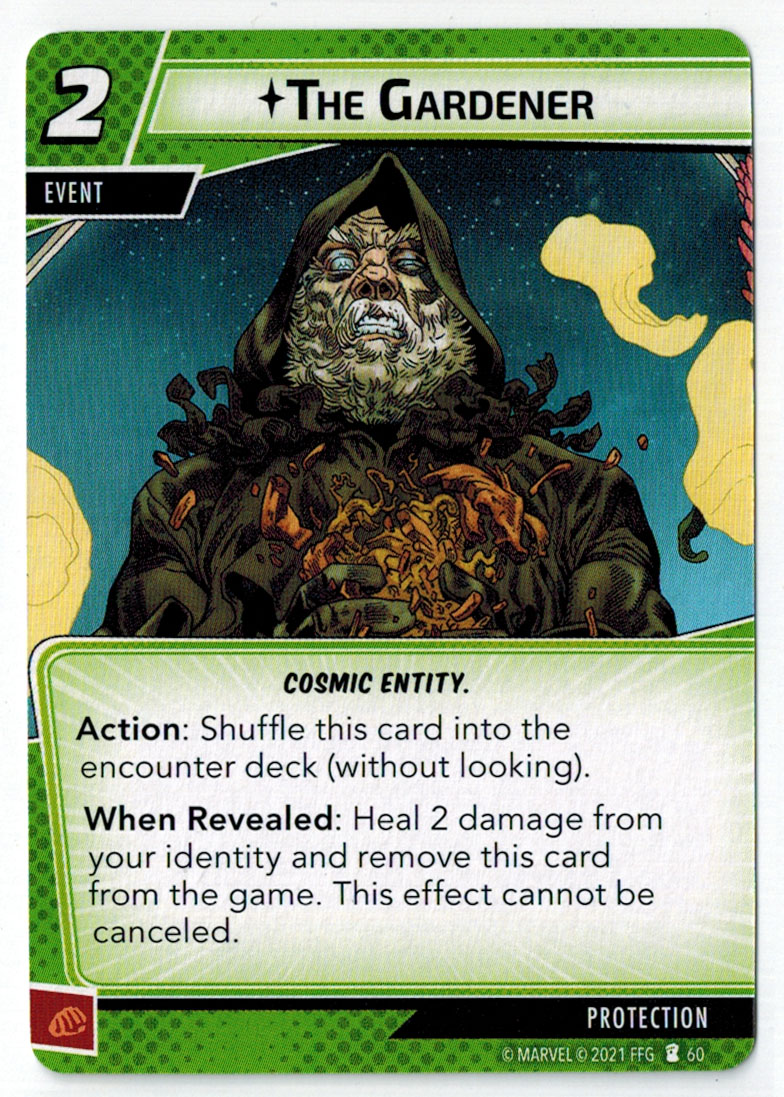 2
THE GARDENER
EVENT
COSMIC ENTITY.
Action: Shuffle this card into the
encounter deck (without looking).
When Revealed: Heal 2 damage from
your identity and remove this card
from the game. This effect cannot be
canceled.
PROTECTION
© MARVEL © 2021 FFG 60